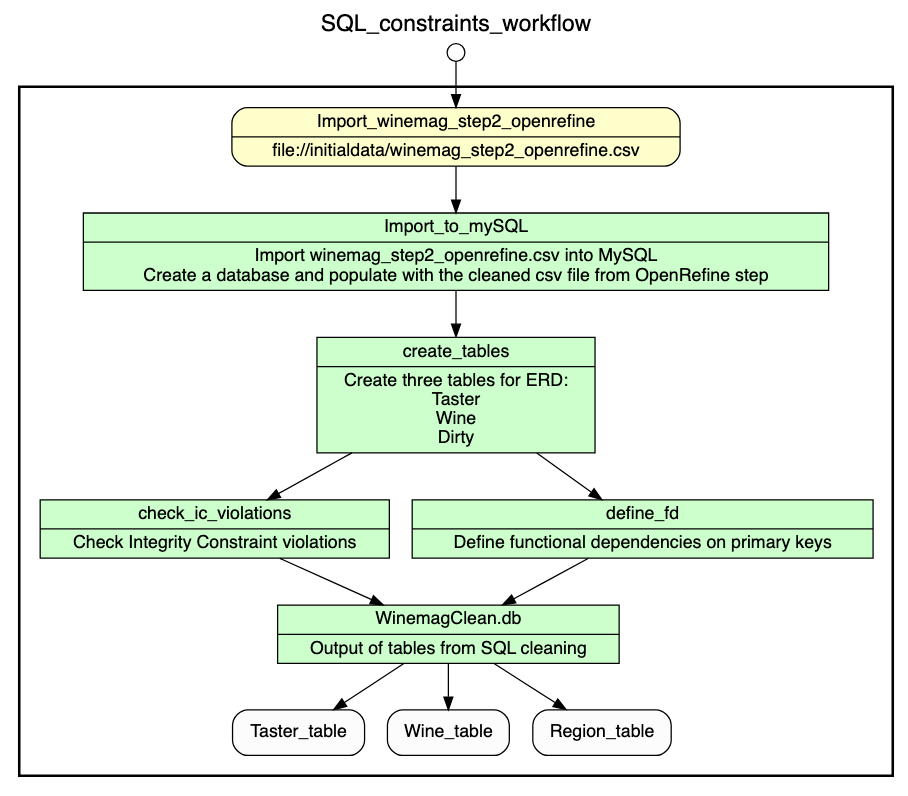 SQL_constraints_workflow
Import_winemag_step2_openrefine
file://initialdata/winemag_step2_openrefine.csv
Import_to_mySQL
Import winemag_step2_openrefine.csv into MySQL
Create a database and populate with the cleaned csv file from OpenRefine step
create_tables
Create three tables for ERD:
Taster
Wine
Dirty
check_ic_violations
Check Integrity Constraint violations
define_fd
Define functional dependencies on primary keys
WinemagClean.db
Output of tables from SQL cleaning
Taster_table
Wine_table
Region_table